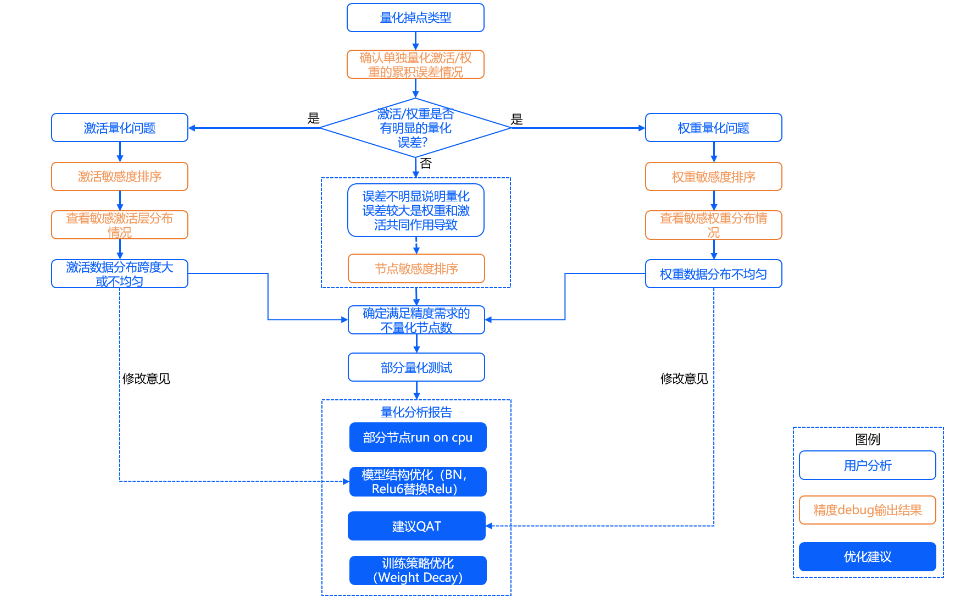 量化掉点类型
确认单独量化激活/权
重的累积误差情况
激活/权重是否
有明显的量化
误差?
是
是
否
激活量化问题
激活敏感度排序
查看敏感激活层分布
情况
激活数据分布跨度大
或不均匀
误差不明显说明量化
误差较大是权重和激
活共同作用导致
节点敏感度排序
权重量化问题
权重敏感度排序
查看敏感权重分布情
况
权重数据分布不均匀
确定满足精度需求的
不量化节点数
部分量化测试
修改意见
修改意见
量化分析报告
部分节点run on cpu
模型结构优化（BN,
Relu6替换Relu）
建议QAT
训练策略优化
（Weight Decay）
图例
用户分析
精度debug输出结果
优化建议